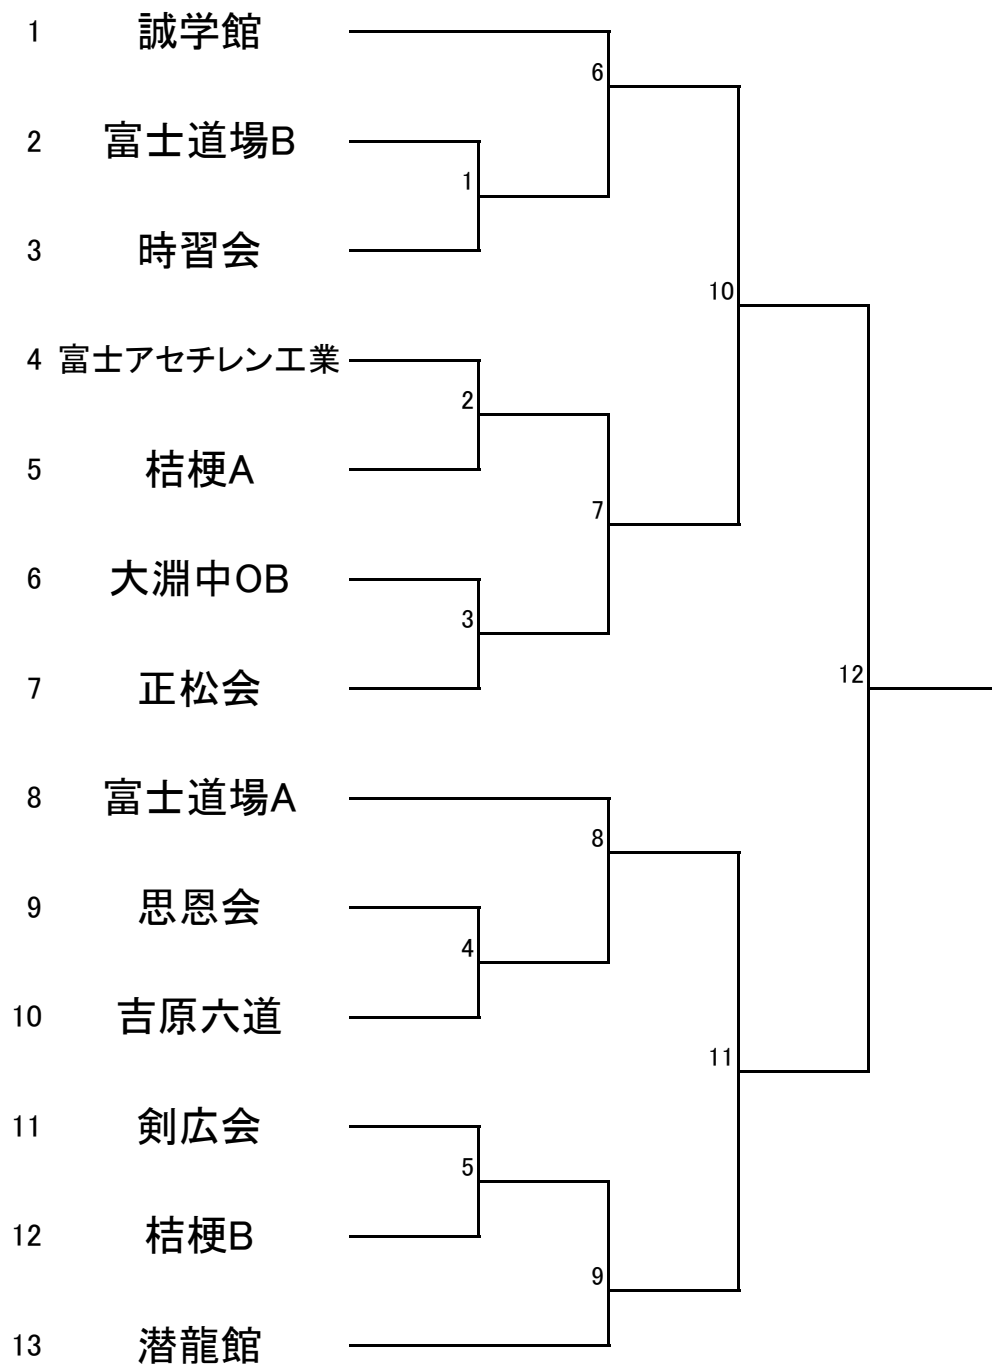 1 誠学館
6
2 富士道場B
1
3 時習会
10
4 富士アセチレン工業
2
5 桔梗A
7
6 大淵中OB
3
12
7 正松会
8 富士道場A
8
9 思恩会
4
10 吉原六道
11
11 剣広会
5
12 桔梗B
9
13 潜龍館